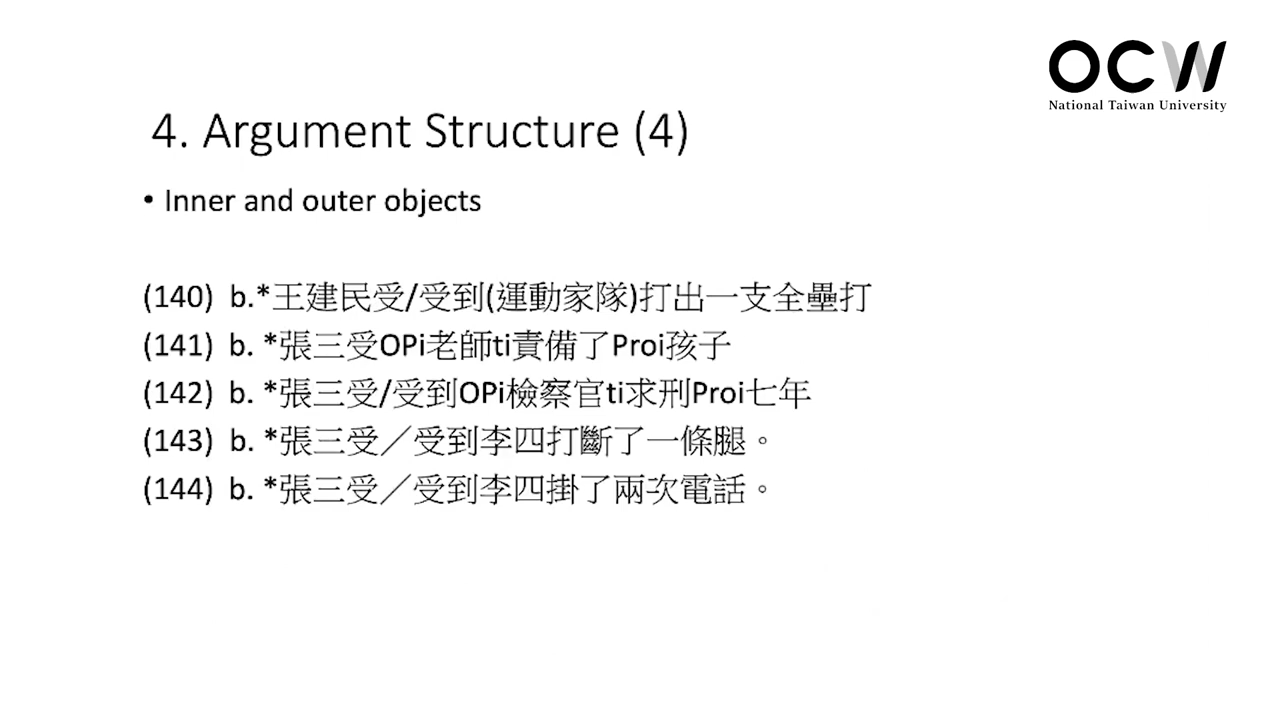 OCW
National Taiwan University
4. Argument Structure (4)
• Inner and outer objects
(140) b.*王建民受/受到(運動家隊)打出一支全壘打
(141) b. *張三受OPi老師ti責備了Proi孩子
(142) b. *張三受/受到OPi檢察官ti求刑Proi七年
(143) b. *張三受／受到李四打斷了一條腿。
(144) b. *張三受／受到李四掛了兩次電話。